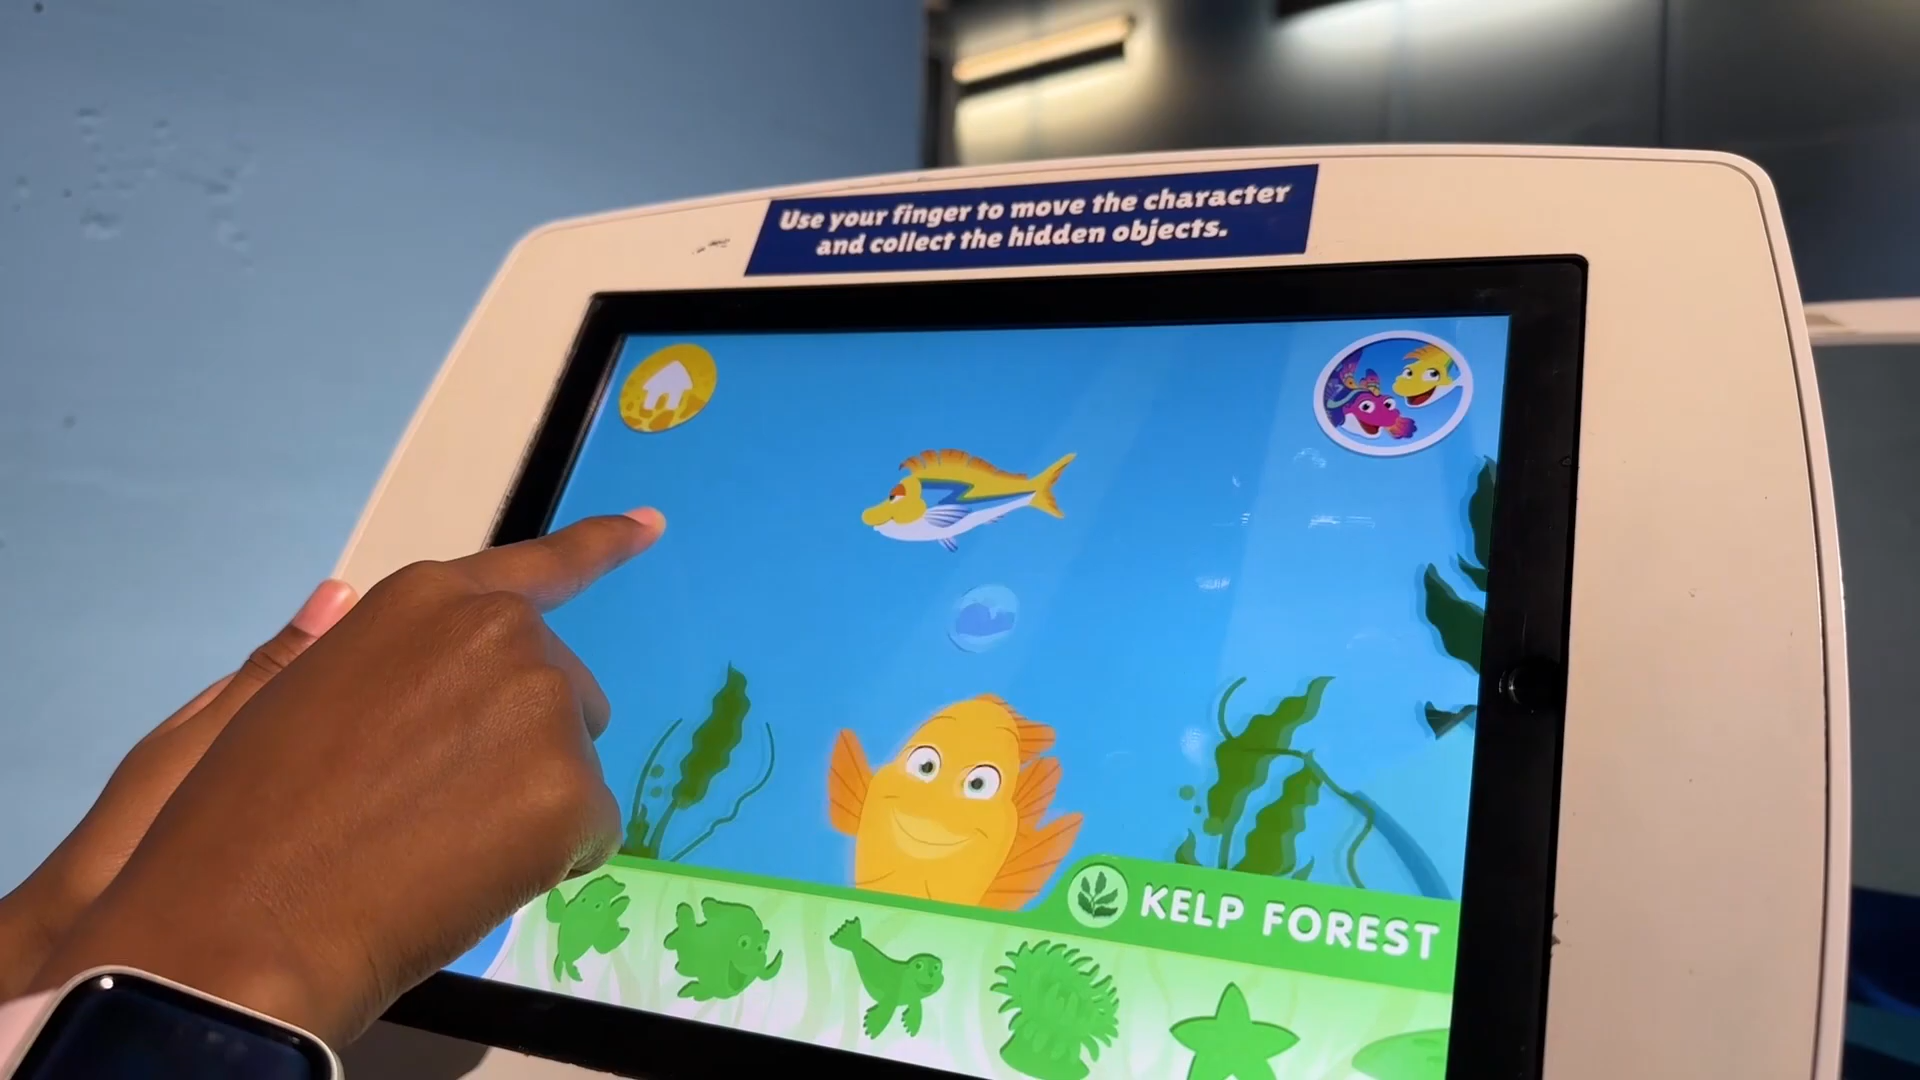 Use your finger to move the character
and collect the hidden objects.
KELP FOREST